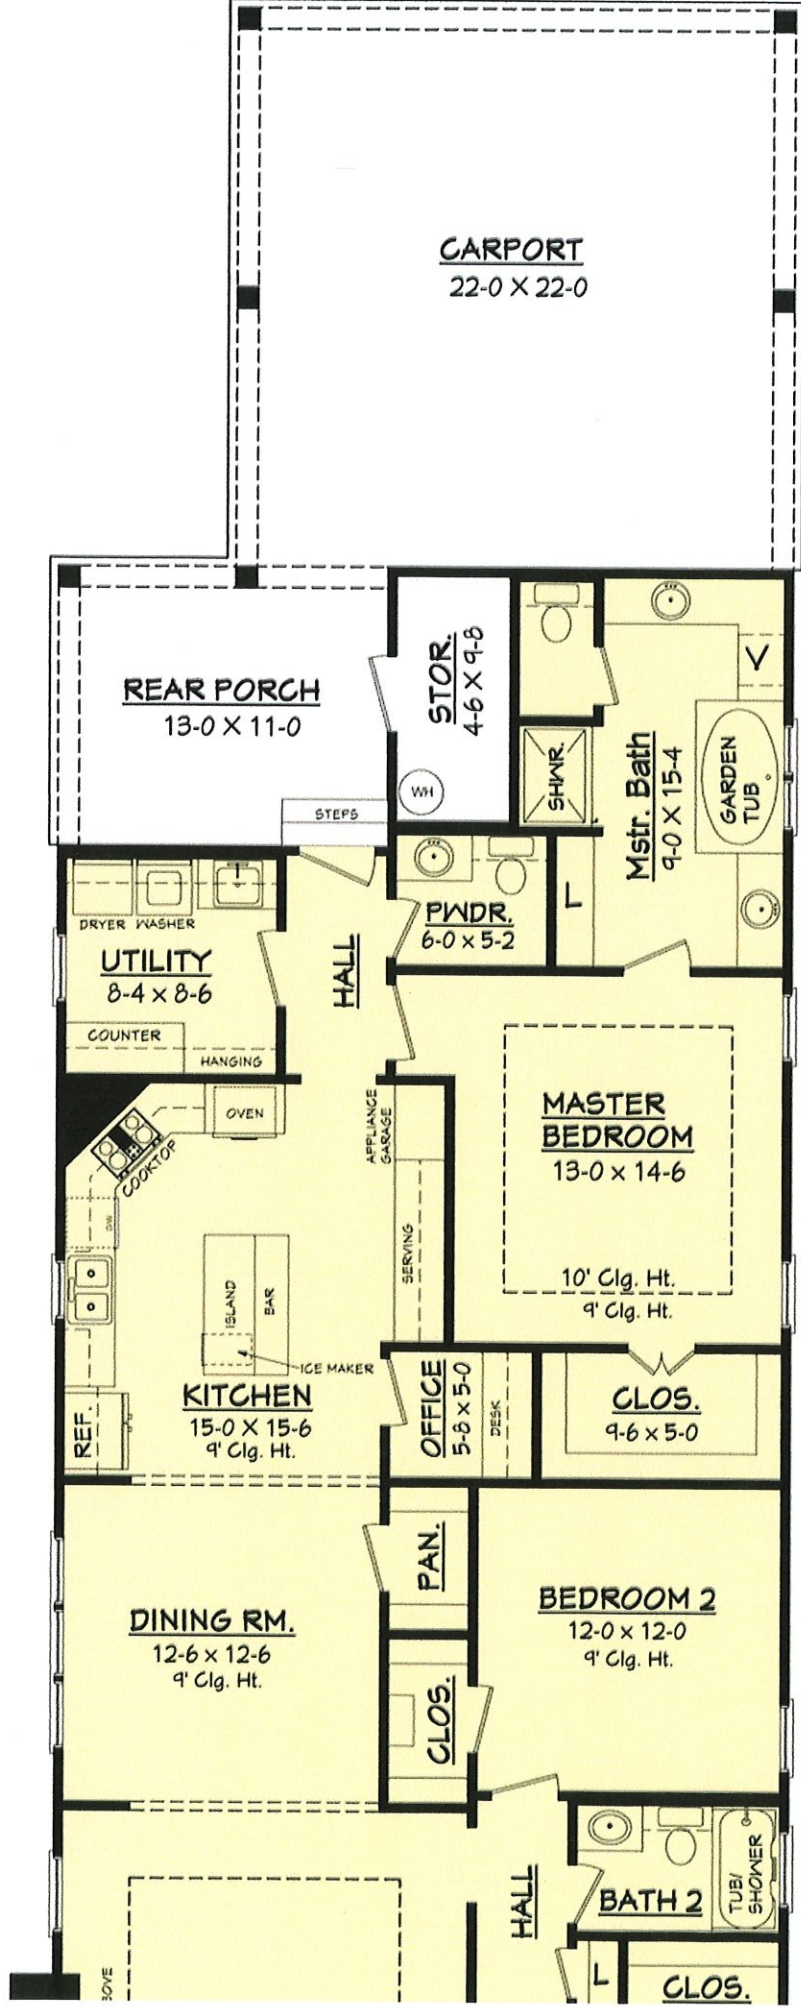 CARPORT
22-0 X 22-0
REAR PORCH
13-0 X 11-0
STOR.
4-6 X 9-8
WH
STEPS
SHWR.
Mstr. Bath
9-0 X 15-4
V
GARDEN
TUB
L
DRYER WASHER
UTILITY
8-4 x 8-6
COUNTER
HANGING
HALL
PWDR.
6-0 x 5-2
OVEN
COOKTOP
APPLIANCE
GARAGE
DW
SERVING
ISLAND
BAR
ICE MAKER
KITCHEN
15-0 X 15-6
9' Clg. Ht.
REF.
MASTER
BEDROOM
13-0 x 14-6
10' Clg. Ht.
9' Clg. Ht.
OFFICE
5-8 x 5-0
DESK
CLOS.
9-6 x 5-0
PAN.
DINING RM.
12-6 x 12-6
9' Clg. Ht.
BEDROOM 2
12-0 x 12-0
9' Clg. Ht.
CLOS.
HALL
BATH 2
TUB/
SHOWER
L
CLOS.